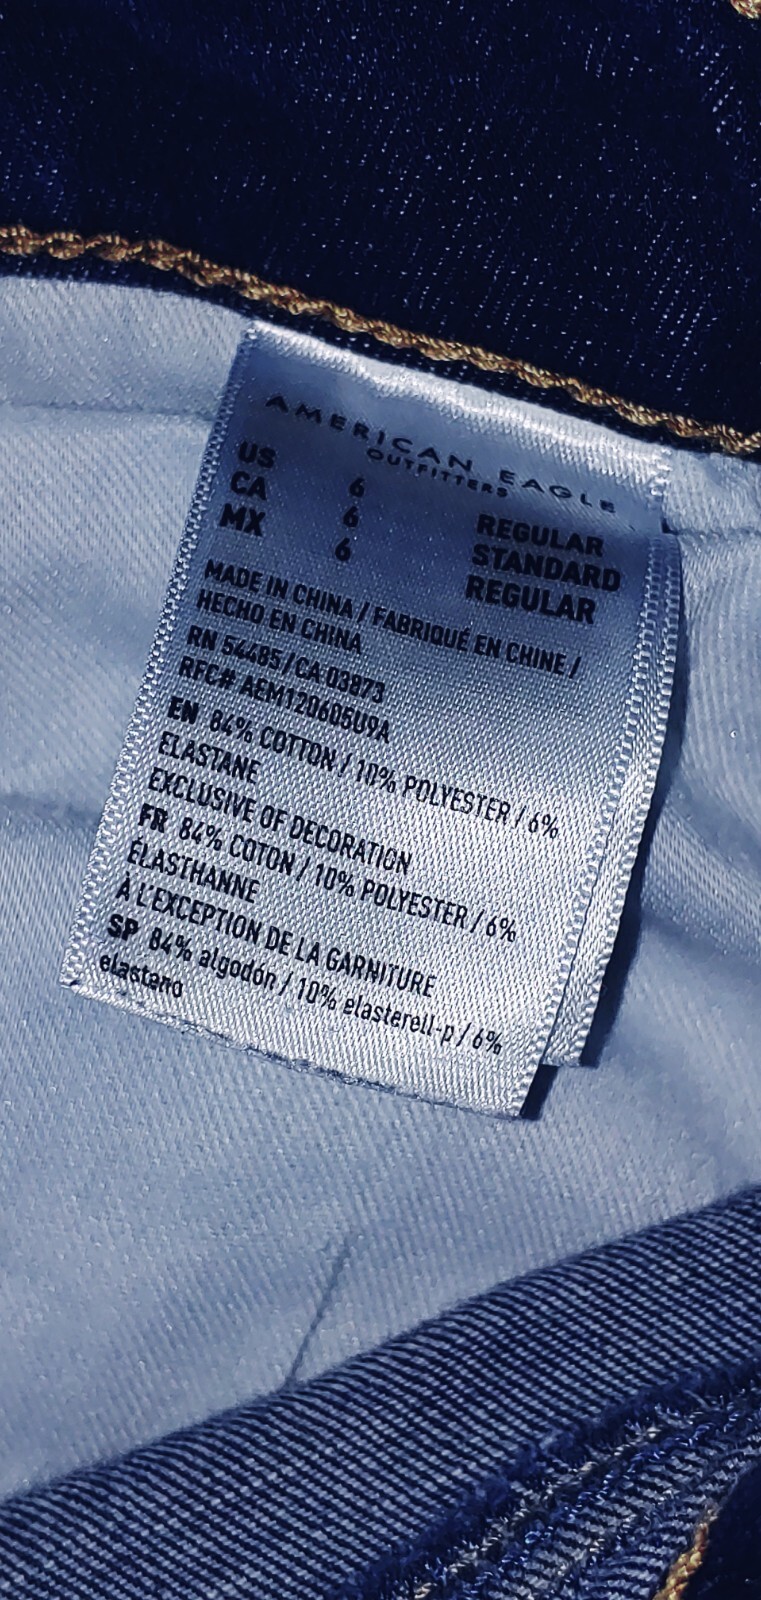 AMERICAN EAGLE
OUTFITTERS
US 6 REGULAR
CA 6 STANDARD
MX 6 REGULAR
MADE IN CHINA / FABRIQUÉ EN CHINE /
HECHO EN CHINA
RN 54485/CA 03873
RFC# AEM120605U9A
EN 84% COTTON / 10% POLYESTER / 6%
ELASTANE
EXCLUSIVE OF DECORATION
FR 84% COTON / 10% POLYESTER / 6%
ÉLASTHANNE
À L'EXCEPTION DE LA GARNITURE
SP 84% algodón / 10% elasterell-p / 6%
elastano